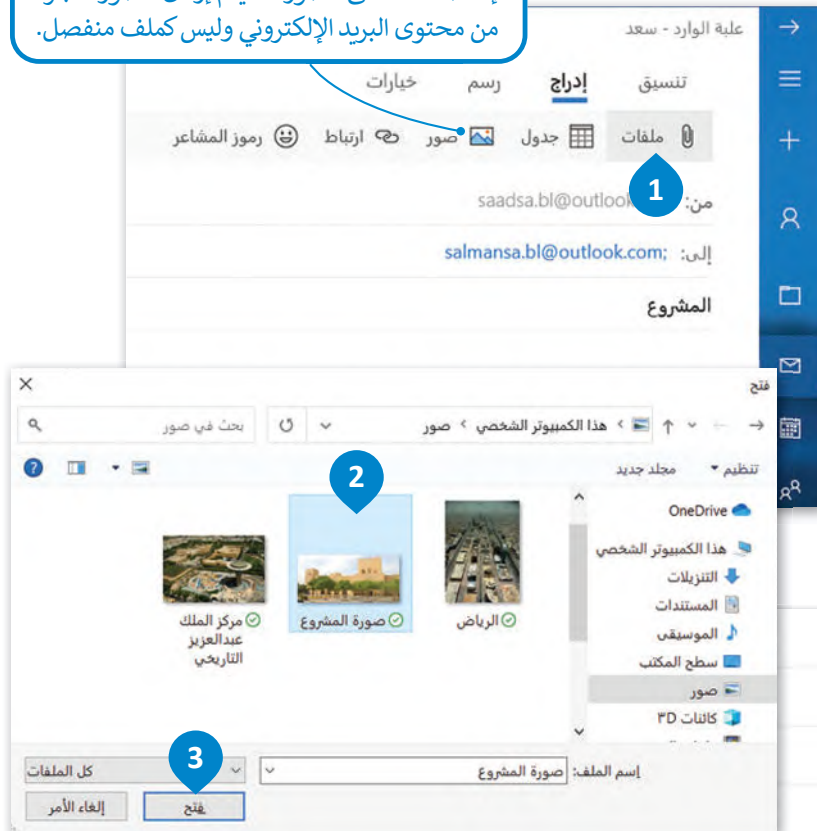 من محتوى البريد الإلكتروني وليس كملف منفصل.
علبة الوارد - سعد
تنسيق إدراج رسم خيارات
ملفات جدول صور ارتباط رموز المشاعر
1
من: saadsa.bl@outlook
إلى: salmansa.bl@outlook.com;
المشروع
فتح
هذا الكمبيوتر الشخصي > صور
بحث في صور
تنظيم مجلد جديد
2
OneDrive
هذا الكمبيوتر الشخصي
التنزيلات
المستندات
الموسيقى
سطح المكتب
صور
كائنات 3D
الرياض
صورة المشروع
مركز الملك
عبدالعزيز
التاريخي
إسم الملف: صورة المشروع
كل الملفات
3
فتح
إلغاء الأمر